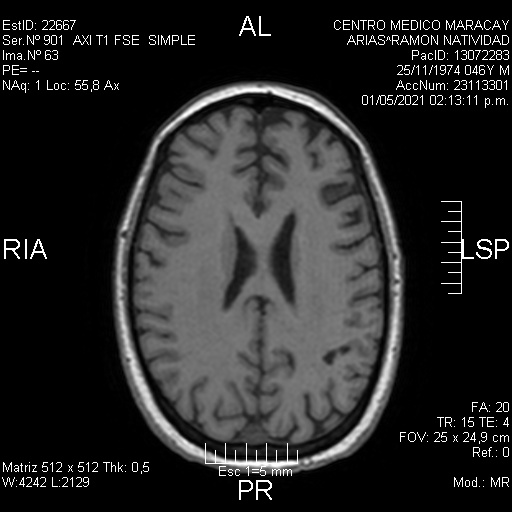 EstID: 22667
Ser.Nº 901 AXI T1 FSE SIMPLE
Ima.Nº 63
PE= --
NAq: 1 Loc: 55,8 Ax
AL
CENTRO MEDICO MARACAY
ARIAS^RAMON NATIVIDAD
PacID: 13072283
25/11/1974 046Y M
AccNum: 23113301
01/05/2021 02:13:11 p.m.
RIA
LSP
FA: 20
TR: 15 TE: 4
FOV: 25 x 24,9 cm
Ref.: 0
Matriz 512 x 512 Thk: 0,5
W:4242 L:2129
Esc 1=5 mm
PR
Mod.: MR